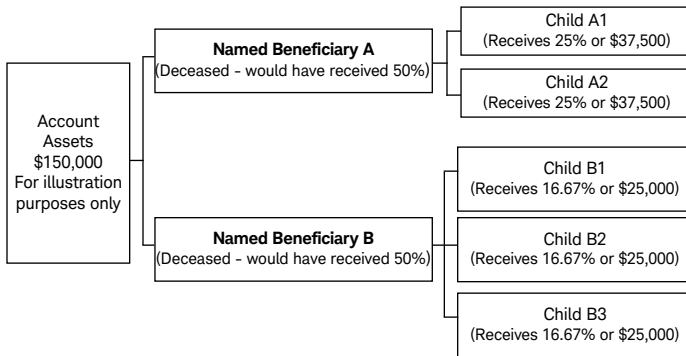 Account
Assets
$150,000
For illustration
purposes only
Named Beneficiary A
(Deceased - would have received 50%)
Child A1
(Receives 25% or $37,500)
Child A2
(Receives 25% or $37,500)
Named Beneficiary B
(Deceased - would have received 50%)
Child B1
(Receives 16.67% or $25,000)
Child B2
(Receives 16.67% or $25,000)
Child B3
(Receives 16.67% or $25,000)